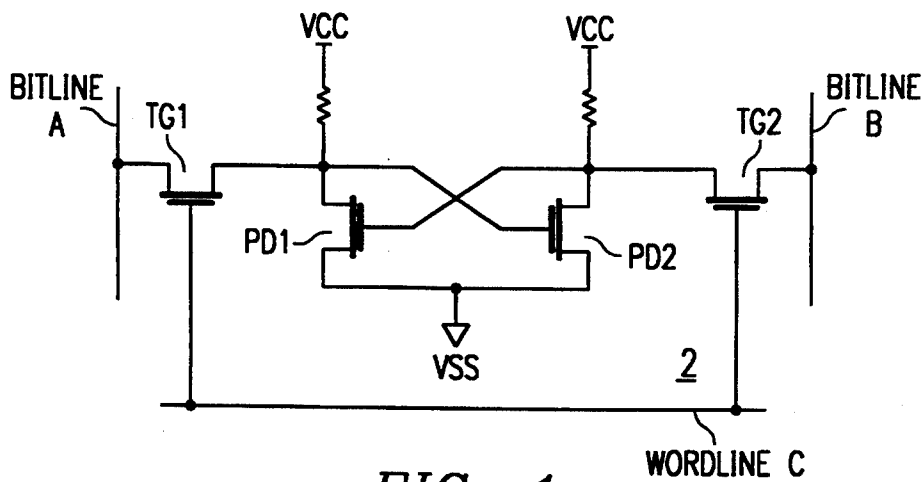 VCC
VCC
BITLINE
A
TG1
TG2
BITLINE
B
PD1
PD2
VSS
2
WORDLINE C